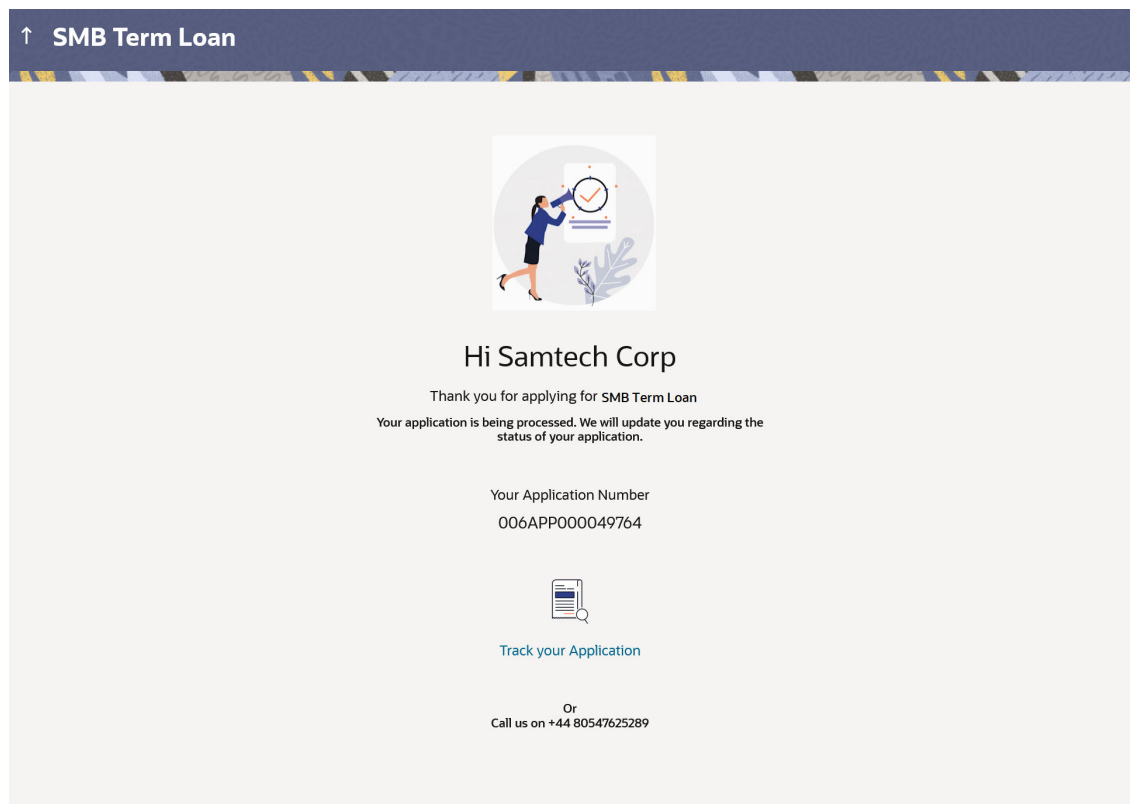 SMB Term Loan
Hi Samtech Corp
Thank you for applying for SMB Term Loan
Your application is being processed. We will update you regarding the
status of your application.
Your Application Number
006APP000049764
Track your Application
Or
Call us on +44 80547625289